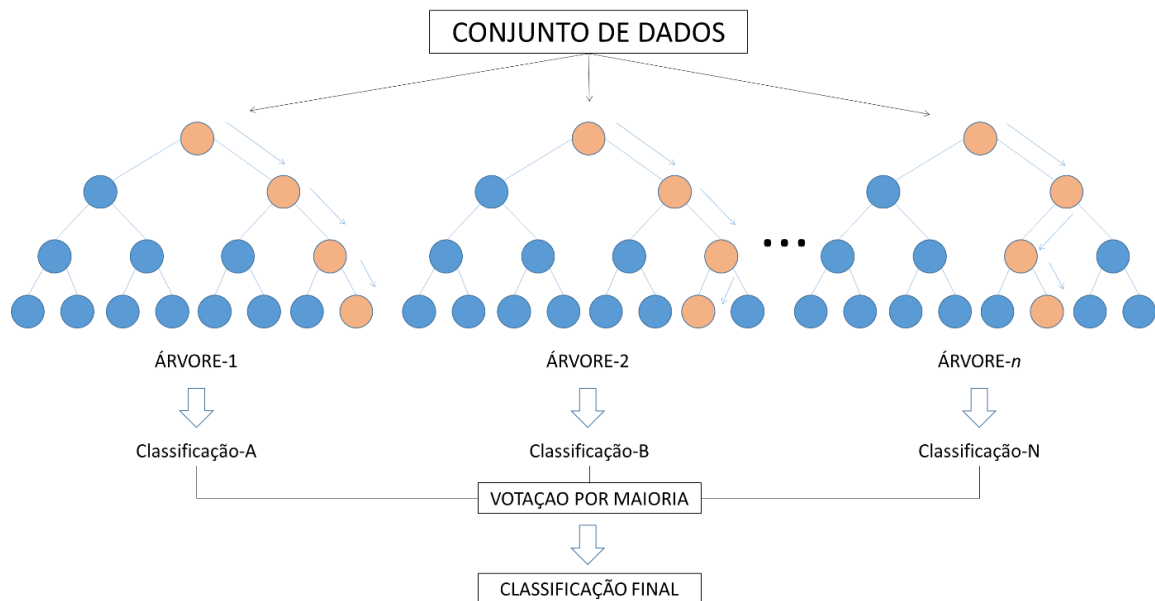 CONJUNTO DE DADOS
ÁRVORE-1
ÁRVORE-2
ÁRVORE-n
Classificação-A
Classificação-B
Classificação-N
VOTAÇAO POR MAIORIA
CLASSIFICAÇÃO FINAL